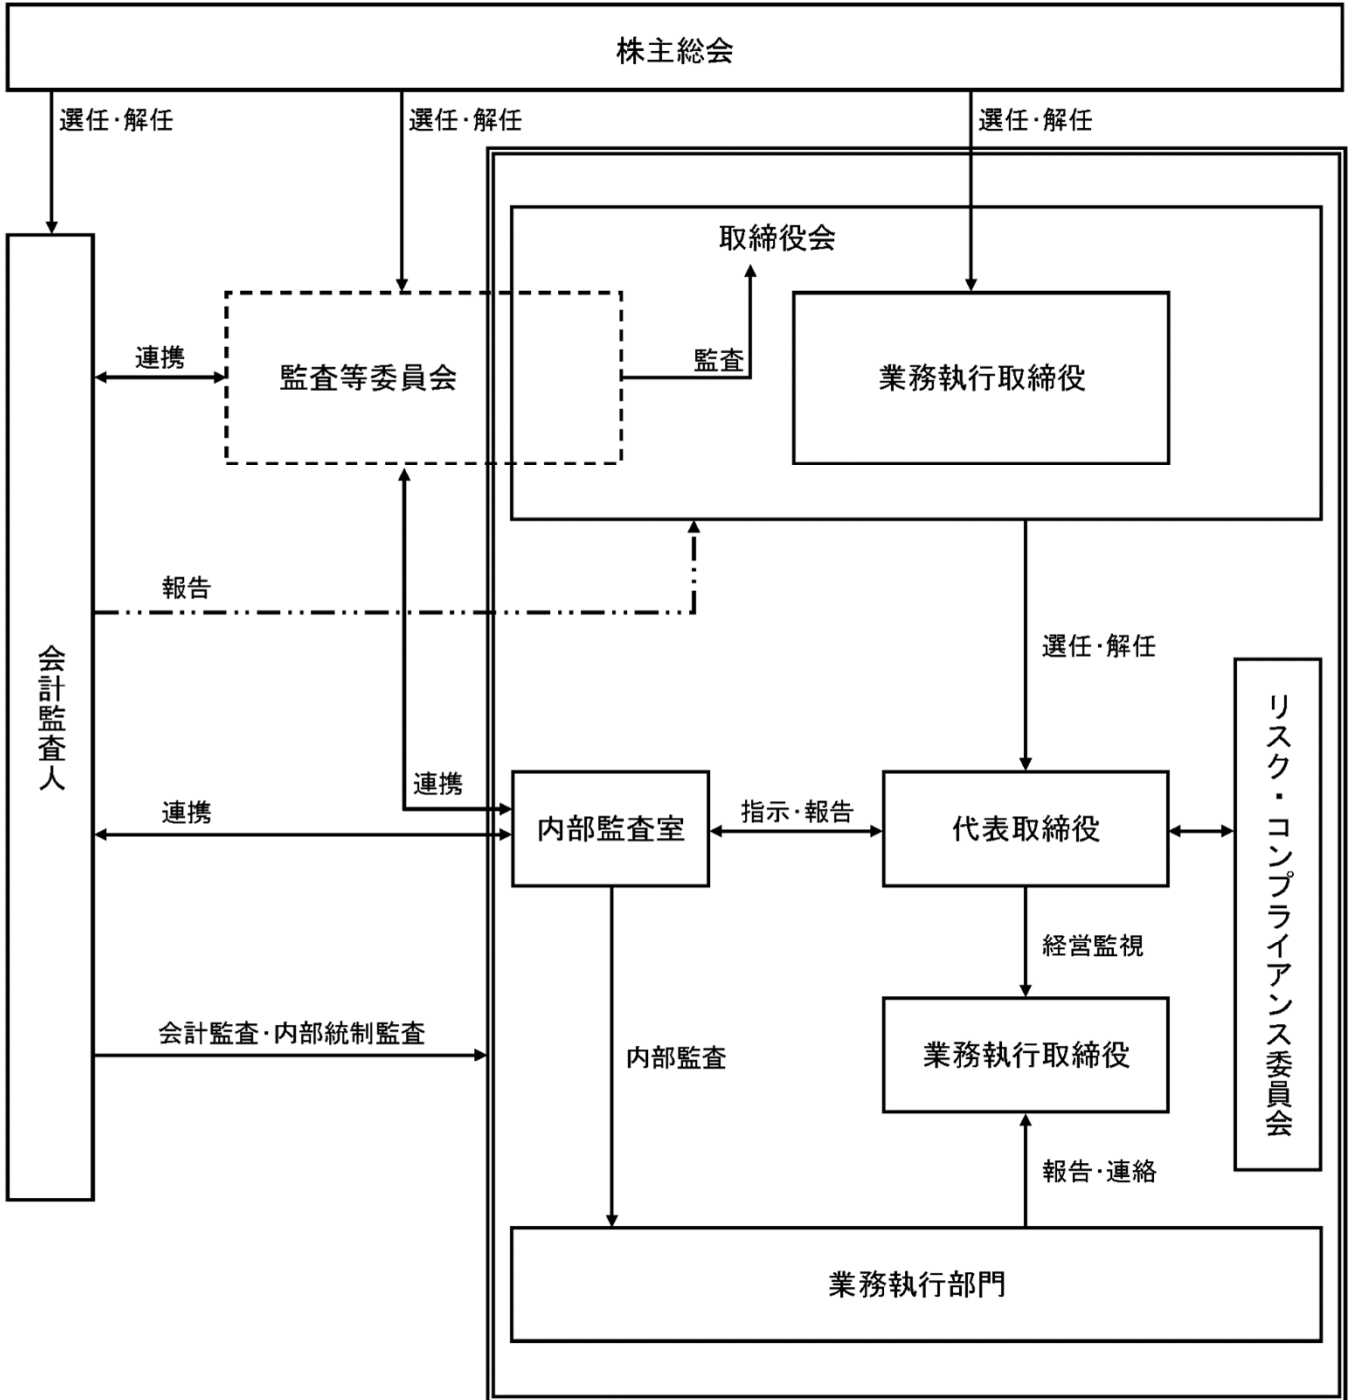 株主総会
選任・解任
選任・解任
選任・解任
取締役会
連携
監査等委員会
監査
業務執行取締役
報告
選任・解任
会計監査人
リスク・コンプライアンス委員会
連携
連携
内部監査室
指示・報告
代表取締役
経営監視
会計監査・内部統制監査
内部監査
業務執行取締役
報告・連絡
業務執行部門